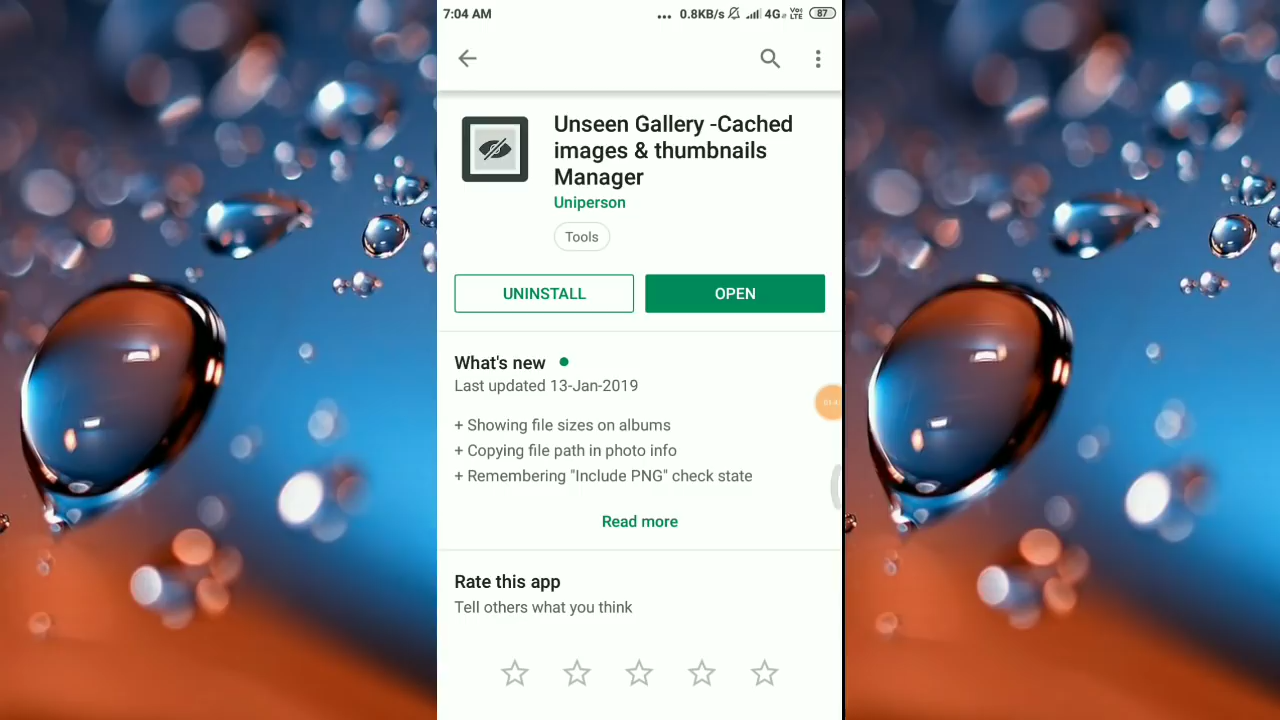 7:04 AM ... 0.8KB/s 4G VoLTE 87
Unseen Gallery -Cached
images & thumbnails
Manager
Uniperson
Tools
UNINSTALL OPEN
What's new
Last updated 13-Jan-2019
+ Showing file sizes on albums
+ Copying file path in photo info
+ Remembering "Include PNG" check state
Read more
Rate this app
Tell others what you think